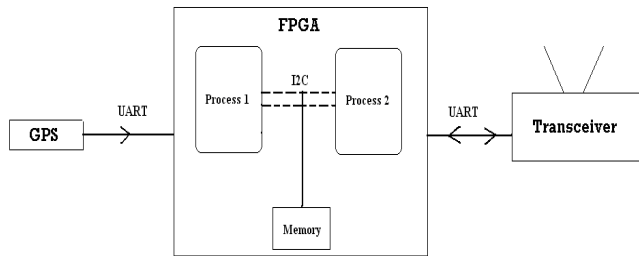 FPGA
I2C
Process 1
Process 2
UART
UART
GPS
Transceiver
Memory